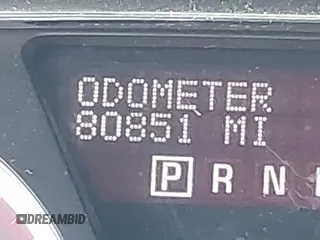 ODOMETER
80851 MI
P R N
DREAMBID